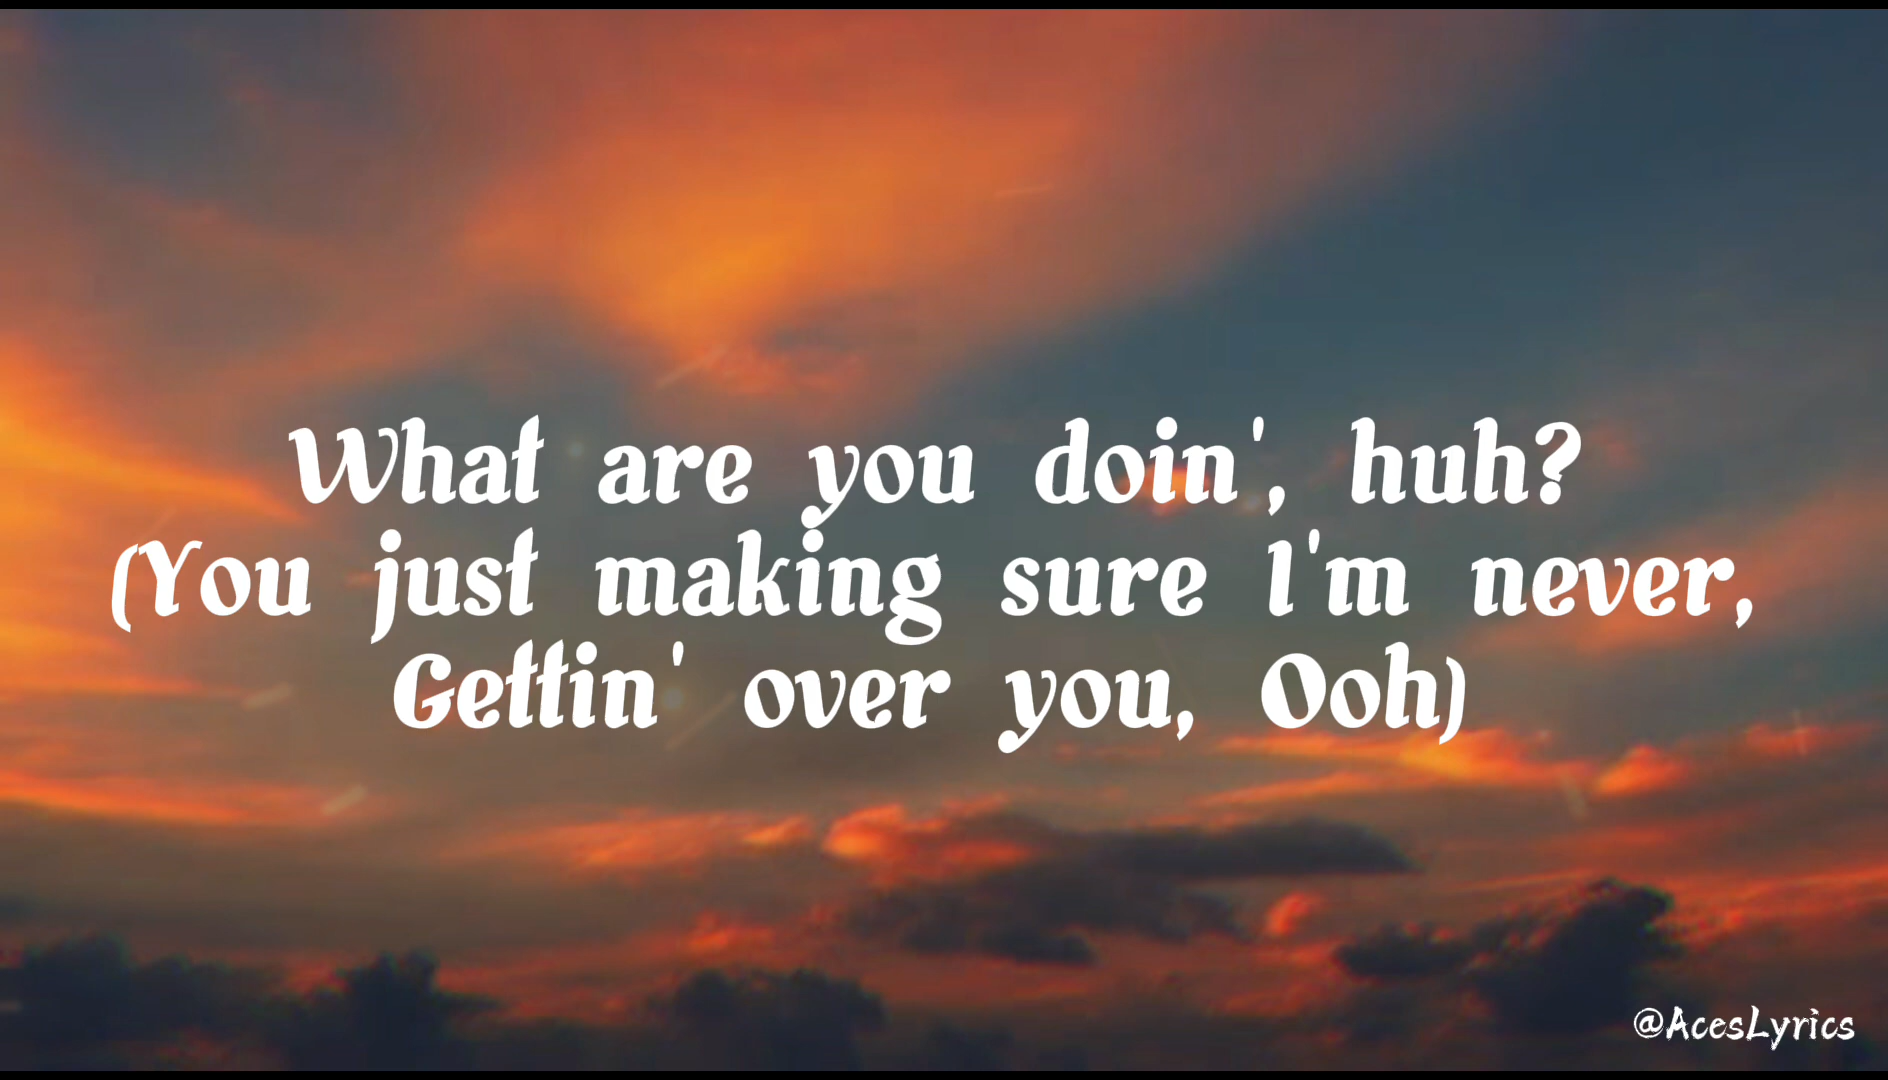 What are you doin', huh?
(You just making sure I'm never,
Gettin' over you, Ooh)
@AcesLyrics